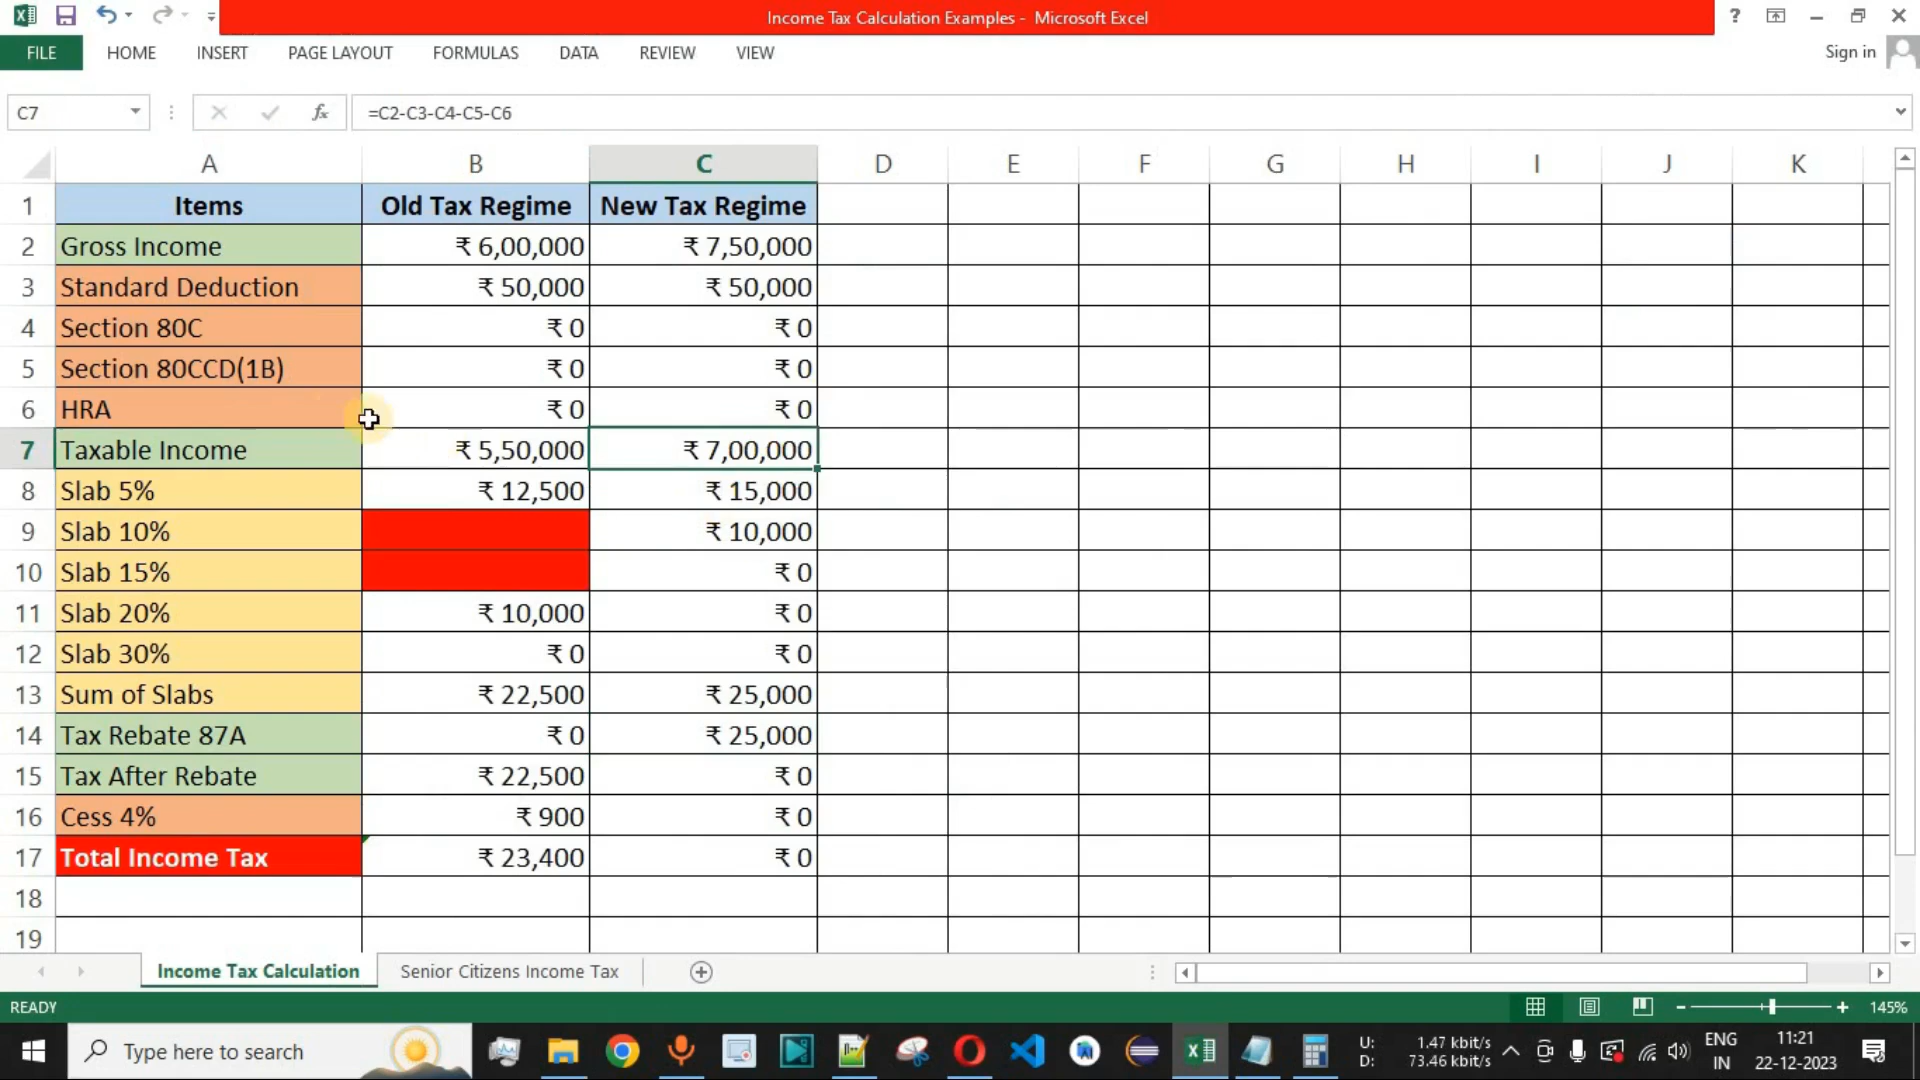 Income Tax Calculation Examples - Microsoft Excel
?
FILE HOME INSERT PAGE LAYOUT FORMULAS DATA REVIEW VIEW Sign in
C7 fx =C2-C3-C4-C5-C6
A B C D E F G H I J K
1 Items Old Tax Regime New Tax Regime
2 Gross Income ₹ 6,00,000 ₹ 7,50,000
3 Standard Deduction ₹ 50,000 ₹ 50,000
4 Section 80C ₹ 0 ₹ 0
5 Section 80CCD(1B) ₹ 0 ₹ 0
6 HRA ₹ 0 ₹ 0
7 Taxable Income ₹ 5,50,000 ₹ 7,00,000
8 Slab 5% ₹ 12,500 ₹ 15,000
9 Slab 10% ₹ 10,000
10 Slab 15% ₹ 0
11 Slab 20% ₹ 10,000 ₹ 0
12 Slab 30% ₹ 0 ₹ 0
13 Sum of Slabs ₹ 22,500 ₹ 25,000
14 Tax Rebate 87A ₹ 0 ₹ 25,000
15 Tax After Rebate ₹ 22,500 ₹ 0
16 Cess 4% ₹ 900 ₹ 0
17 Total Income Tax ₹ 23,400 ₹ 0
18
19
Income Tax Calculation Senior Citizens Income Tax
READY 145%
Type here to search
U: 1.47 kbit/s
D: 73.46 kbit/s
ENG
IN
11:21
22-12-2023